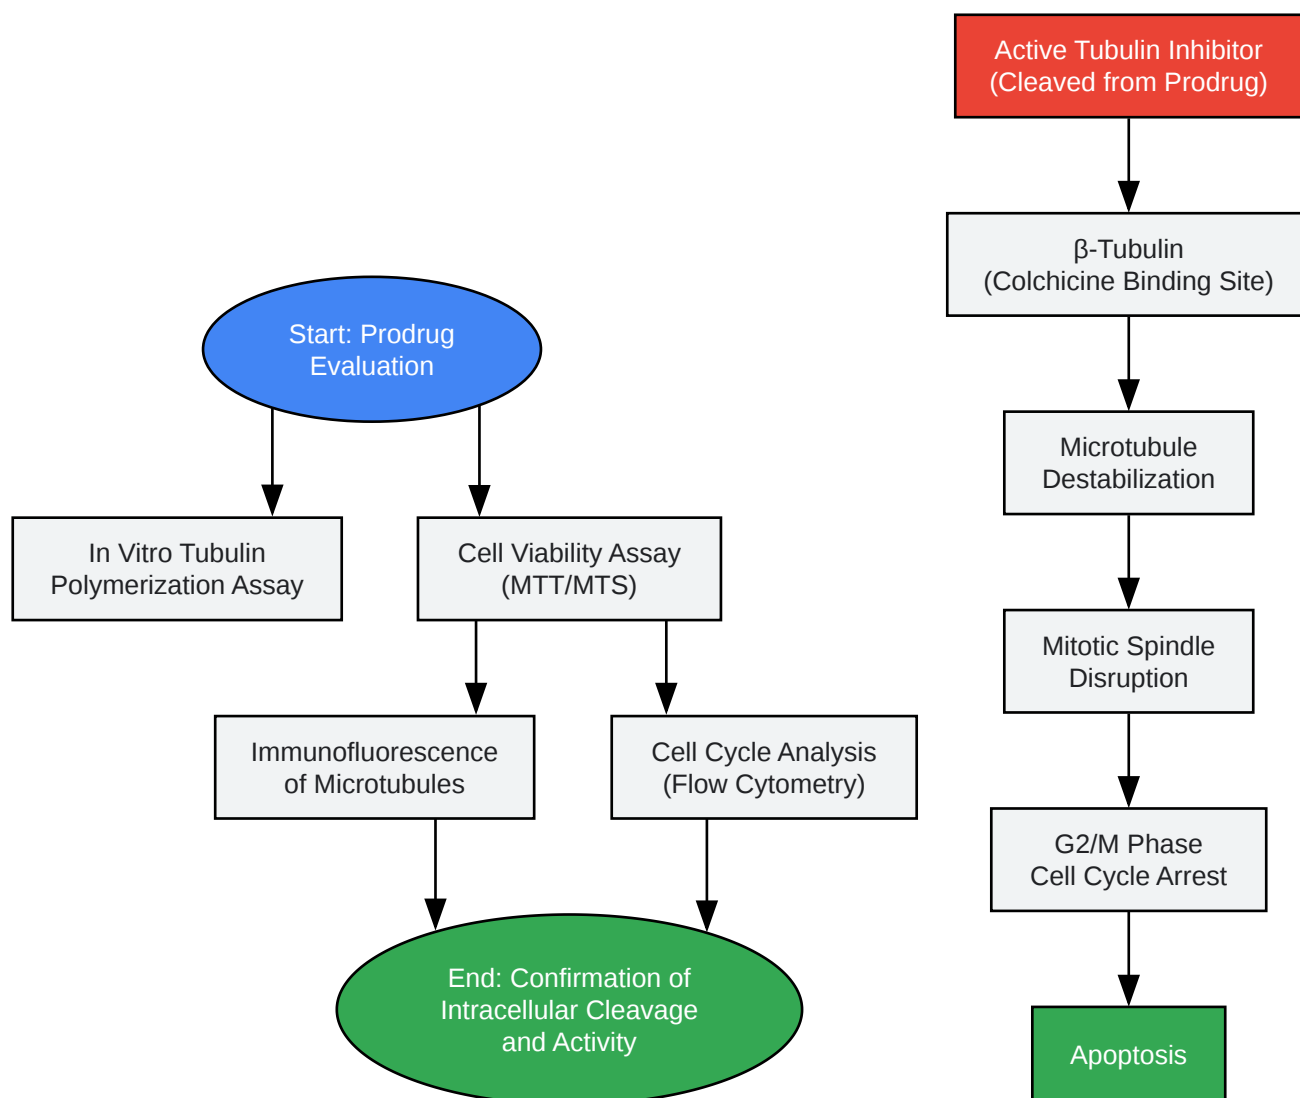 Start: Prodrug
Evaluation
In Vitro Tubulin
Polymerization Assay
Cell Viability Assay
(MTT/MTS)
Immunofluorescence
of Microtubules
Cell Cycle Analysis
(Flow Cytometry)
End: Confirmation of
Intracellular Cleavage
and Activity
Active Tubulin Inhibitor
(Cleaved from Prodrug)
β-Tubulin
(Colchicine Binding Site)
Microtubule
Destabilization
Mitotic Spindle
Disruption
G2/M Phase
Cell Cycle Arrest
Apoptosis